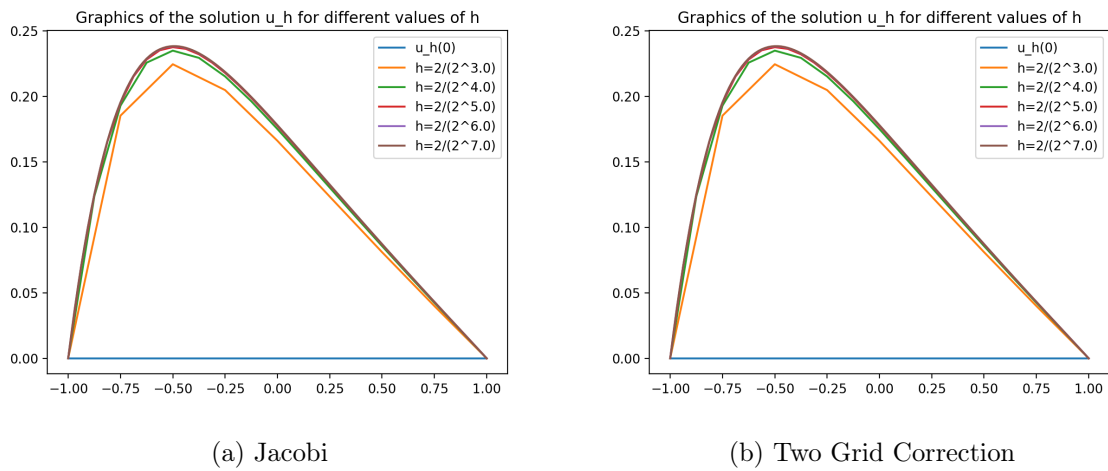 Graphics of the solution u_h for different values of h
0.25
0.20
0.15
0.10
0.05
0.00
−1.00 −0.75 −0.50 −0.25 0.00 0.25 0.50 0.75 1.00
u_h(0)
h=2/(2^3.0)
h=2/(2^4.0)
h=2/(2^5.0)
h=2/(2^6.0)
h=2/(2^7.0)
(a) Jacobi
Graphics of the solution u_h for different values of h
0.25
0.20
0.15
0.10
0.05
0.00
−1.00 −0.75 −0.50 −0.25 0.00 0.25 0.50 0.75 1.00
u_h(0)
h=2/(2^3.0)
h=2/(2^4.0)
h=2/(2^5.0)
h=2/(2^6.0)
h=2/(2^7.0)
(b) Two Grid Correction